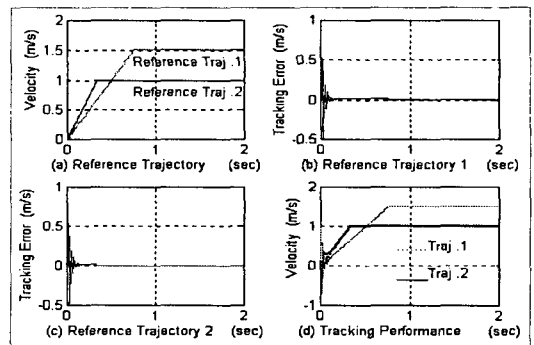 2
1.5
1
0.5
0
Velocity (m/s)
Reference Traj .1
Reference Traj .2
0 1 2
(a) Reference Trajectory (sec)
1
0.5
0
-0.5
Tracking Error (m/s)
0 1 2
(b) Reference Trajectory 1 (sec)
1
0.5
0
-0.5
Tracking Error (m/s)
0 1 2
(c) Reference Trajectory 2 (sec)
2
1
0
-1
Velocity (m/s)
Traj .1
Traj .2
0 1 2
(d) Tracking Performance (sec)